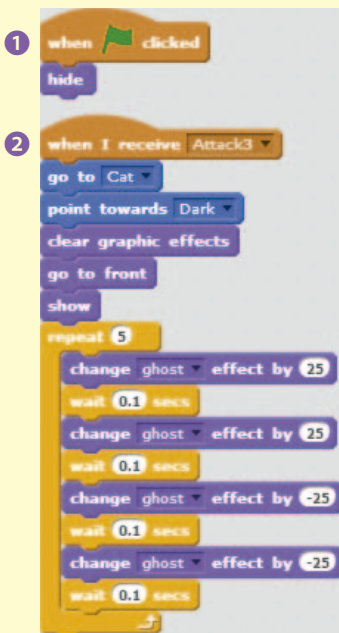 1 when clicked
hide
2 when I receive Attack3
go to Cat
point towards Dark
clear graphic effects
go to front
show
repeat 5
change ghost effect by 25
wait 0.1 secs
change ghost effect by 25
wait 0.1 secs
change ghost effect by -25
wait 0.1 secs
change ghost effect by -25
wait 0.1 secs